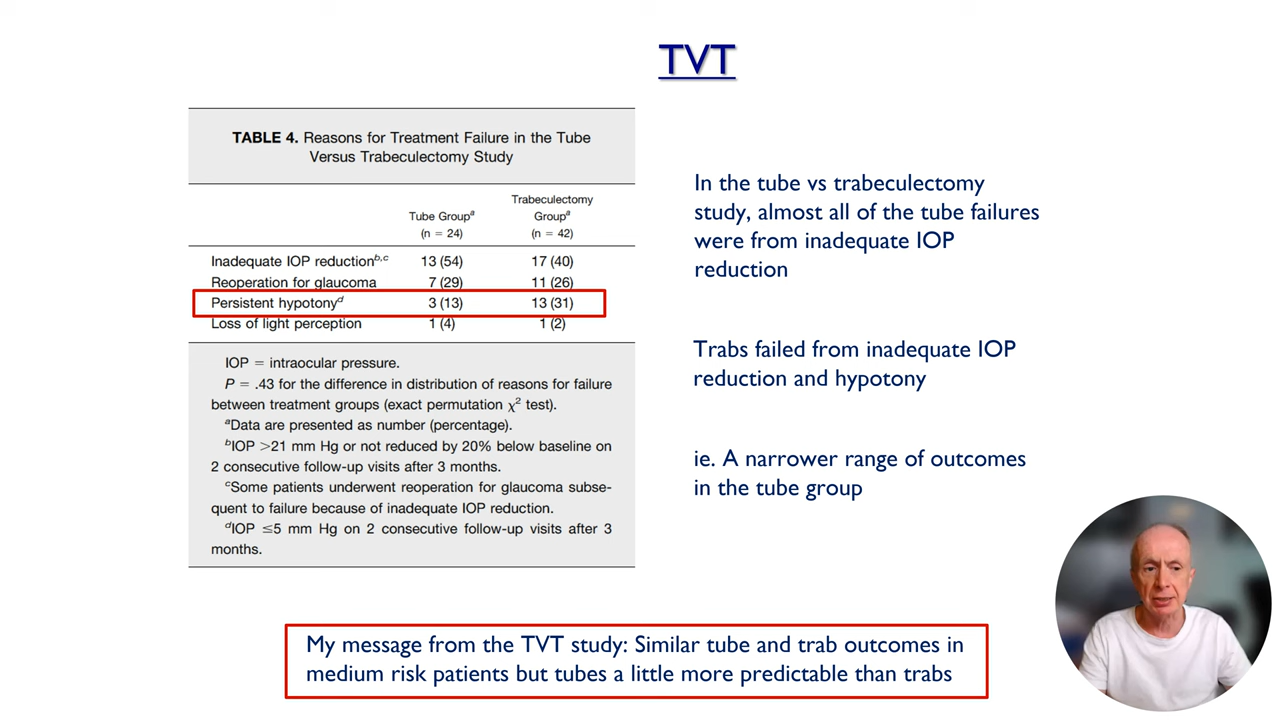 TVT
TABLE 4. Reasons for Treatment Failure in the Tube
Versus Trabeculectomy Study
Tube Groupᵃ
(n = 24)
Trabeculectomy
Groupᵃ
(n = 42)
Inadequate IOP reductionᵇ,ᶜ 13 (54) 17 (40)
Reoperation for glaucoma 7 (29) 11 (26)
Persistent hypotonyᵈ 3 (13) 13 (31)
Loss of light perception 1 (4) 1 (2)
IOP = intraocular pressure.
P = .43 for the difference in distribution of reasons for failure
between treatment groups (exact permutation χ² test).
ᵃData are presented as number (percentage).
ᵇIOP >21 mm Hg or not reduced by 20% below baseline on
2 consecutive follow-up visits after 3 months.
ᶜSome patients underwent reoperation for glaucoma subse-
quent to failure because of inadequate IOP reduction.
ᵈIOP ≤5 mm Hg on 2 consecutive follow-up visits after 3
months.
In the tube vs trabeculectomy
study, almost all of the tube failures
were from inadequate IOP
reduction
Trabs failed from inadequate IOP
reduction and hypotony
ie. A narrower range of outcomes
in the tube group
My message from the TVT study: Similar tube and trab outcomes in
medium risk patients but tubes a little more predictable than trabs